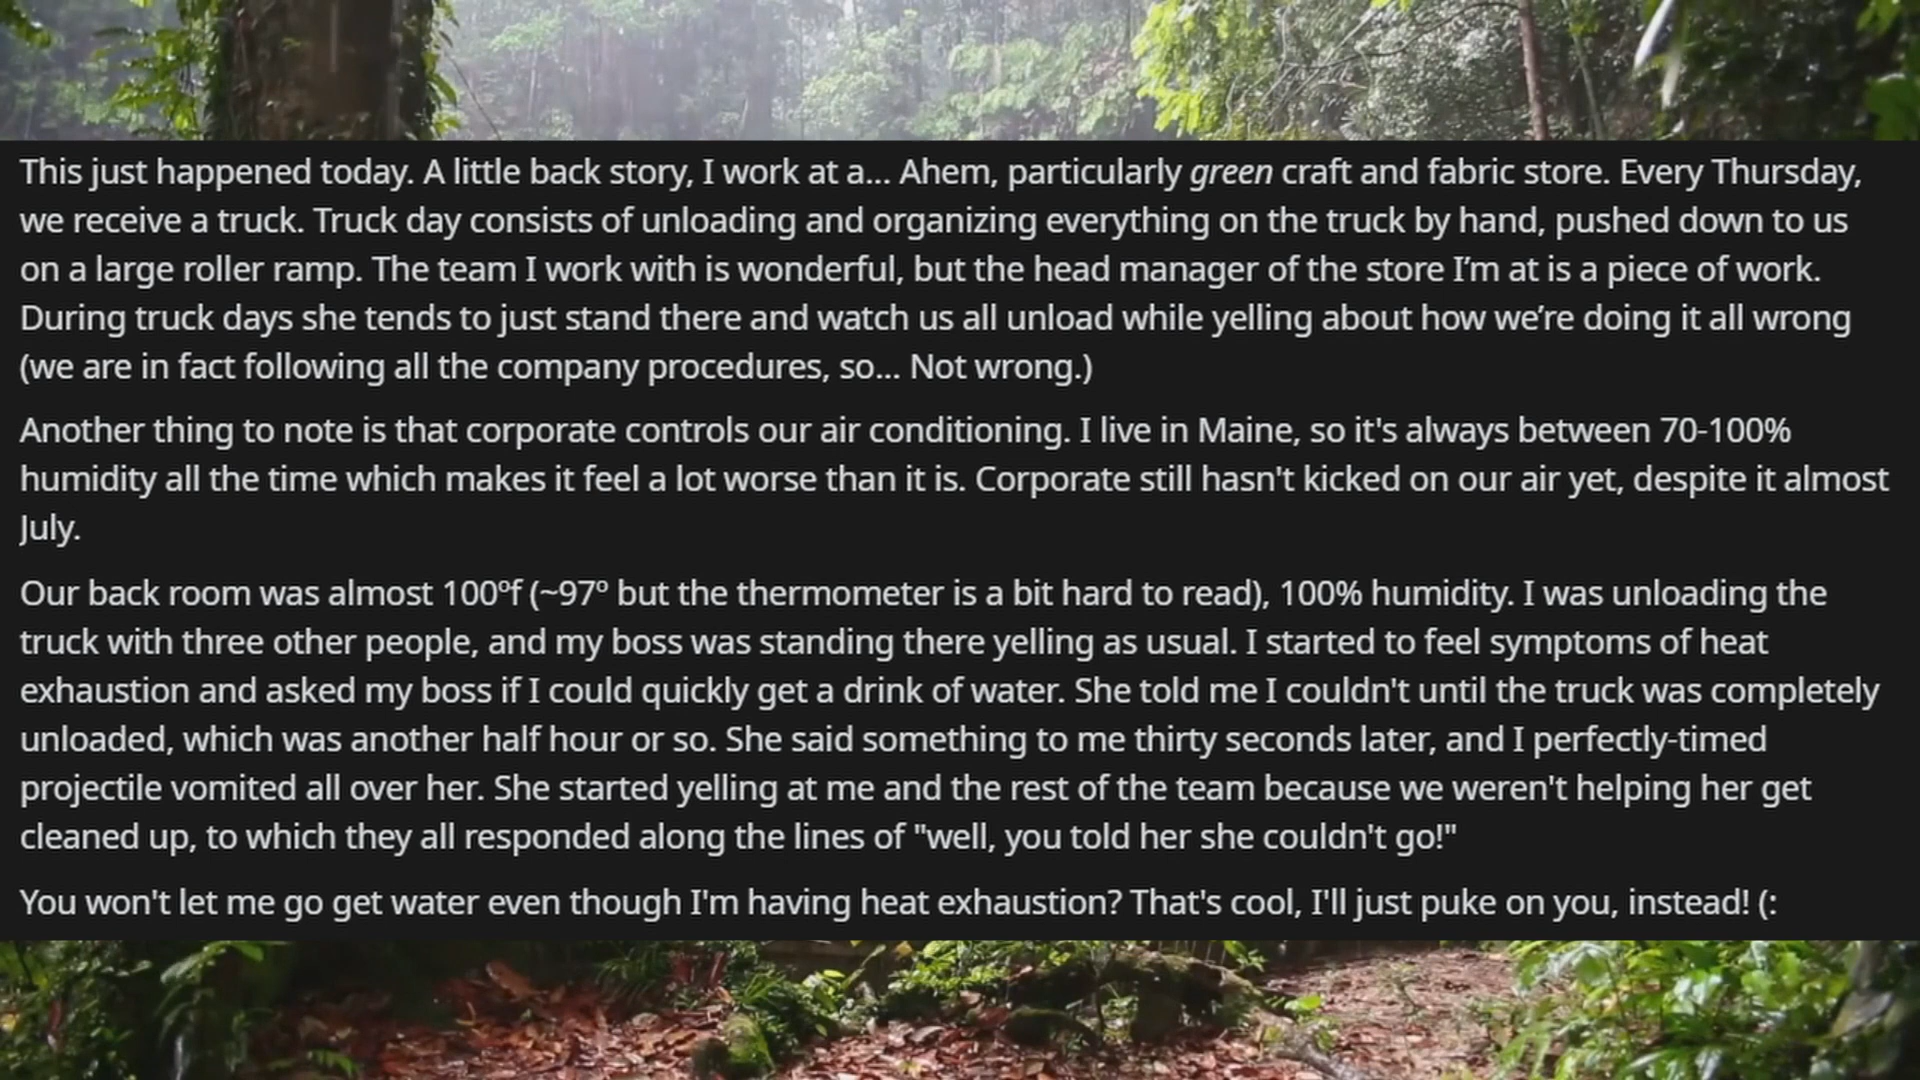 This just happened today. A little back story, I work at a... Ahem, particularly green craft and fabric store. Every Thursday,
we receive a truck. Truck day consists of unloading and organizing everything on the truck by hand, pushed down to us
on a large roller ramp. The team I work with is wonderful, but the head manager of the store I’m at is a piece of work.
During truck days she tends to just stand there and watch us all unload while yelling about how we’re doing it all wrong
(we are in fact following all the company procedures, so... Not wrong.)
Another thing to note is that corporate controls our air conditioning. I live in Maine, so it's always between 70-100%
humidity all the time which makes it feel a lot worse than it is. Corporate still hasn't kicked on our air yet, despite it almost
July.
Our back room was almost 100ºf (~97º but the thermometer is a bit hard to read), 100% humidity. I was unloading the
truck with three other people, and my boss was standing there yelling as usual. I started to feel symptoms of heat
exhaustion and asked my boss if I could quickly get a drink of water. She told me I couldn't until the truck was completely
unloaded, which was another half hour or so. She said something to me thirty seconds later, and I perfectly-timed
projectile vomited all over her. She started yelling at me and the rest of the team because we weren't helping her get
cleaned up, to which they all responded along the lines of "well, you told her she couldn't go!"
You won't let me go get water even though I'm having heat exhaustion? That's cool, I'll just puke on you, instead! (: